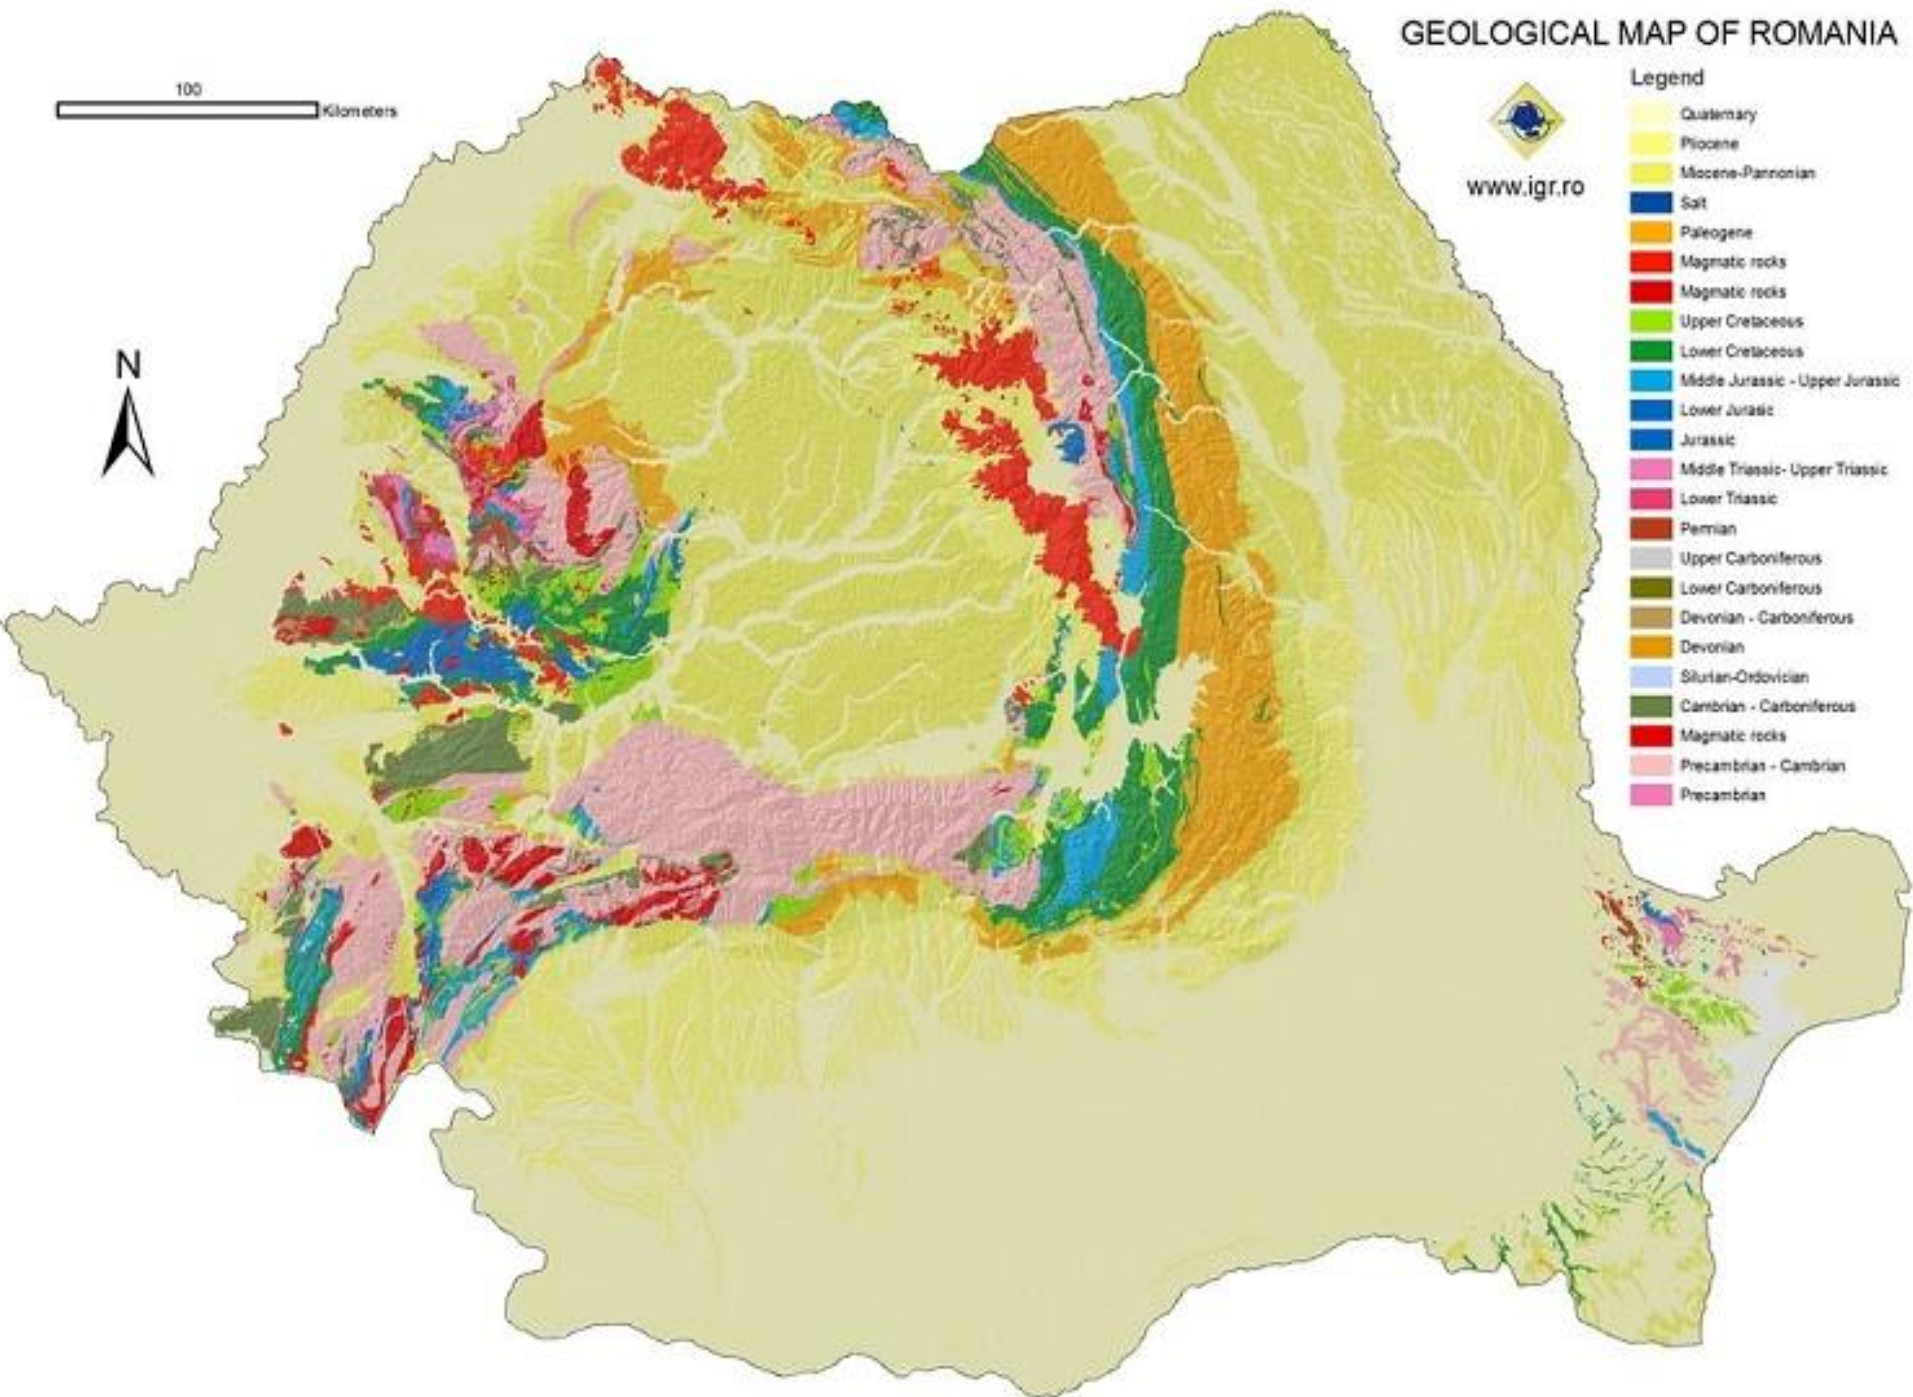 GEOLOGICAL MAP OF ROMANIA
100
Kilometers
N
www.igr.ro
Legend
Quaternary
Pliocene
Miocene-Pannonian
Salt
Paleogene
Magmatic rocks
Magmatic rocks
Upper Cretaceous
Lower Cretaceous
Middle Jurassic - Upper Jurassic
Lower Jurasic
Jurassic
Middle Triassic- Upper Triassic
Lower Triassic
Permian
Upper Carboniferous
Lower Carboniferous
Devonian - Carboniferous
Devonian
Silurian-Ordovician
Cambrian - Carboniferous
Magmatic rocks
Precambrian - Cambrian
Precambrian